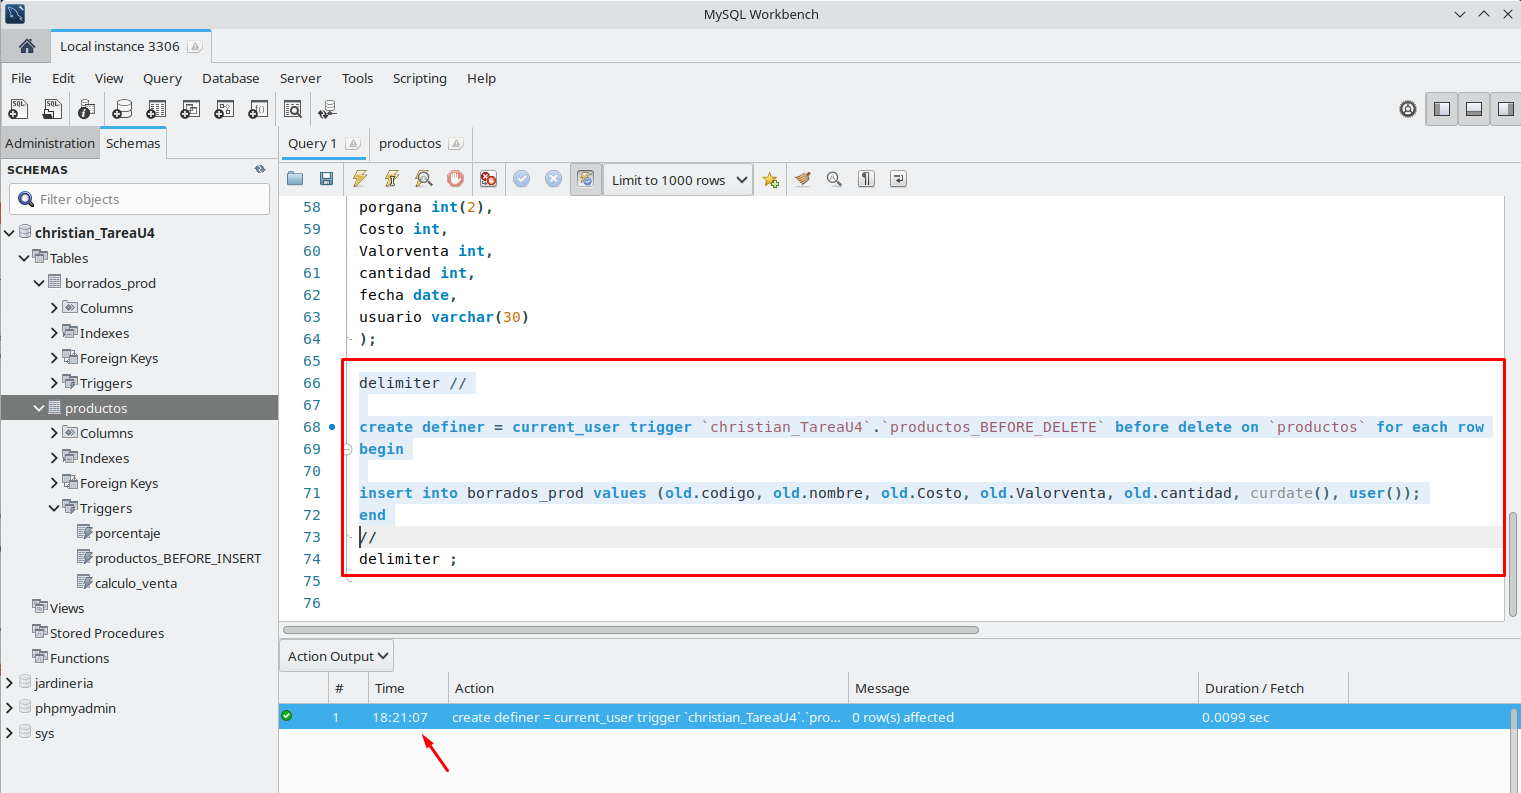 MySQL Workbench
Local instance 3306
File Edit View Query Database Server Tools Scripting Help
Administration Schemas
Query 1 productos
SCHEMAS
Filter objects
Limit to 1000 rows
christian_TareaU4
Tables
borrados_prod
Columns
Indexes
Foreign Keys
Triggers
productos
Columns
Indexes
Foreign Keys
Triggers
porcentaje
productos_BEFORE_INSERT
calculo_venta
Views
Stored Procedures
Functions
jardineria
phpmyadmin
sys
58 porgana int(2),
59 Costo int,
60 Valorventa int,
61 cantidad int,
62 fecha date,
63 usuario varchar(30)
64 );
65
66 delimiter //
67
68 create definer = current_user trigger `christian_TareaU4`.`productos_BEFORE_DELETE` before delete on `productos` for each row
69 begin
70
71 insert into borrados_prod values (old.codigo, old.nombre, old.Costo, old.Valorventa, old.cantidad, curdate(), user());
72 end
73 //
74 delimiter ;
75
76
Action Output
# Time Action Message Duration / Fetch
1 18:21:07 create definer = current_user trigger `christian_TareaU4`.`pro... 0 row(s) affected 0.0099 sec